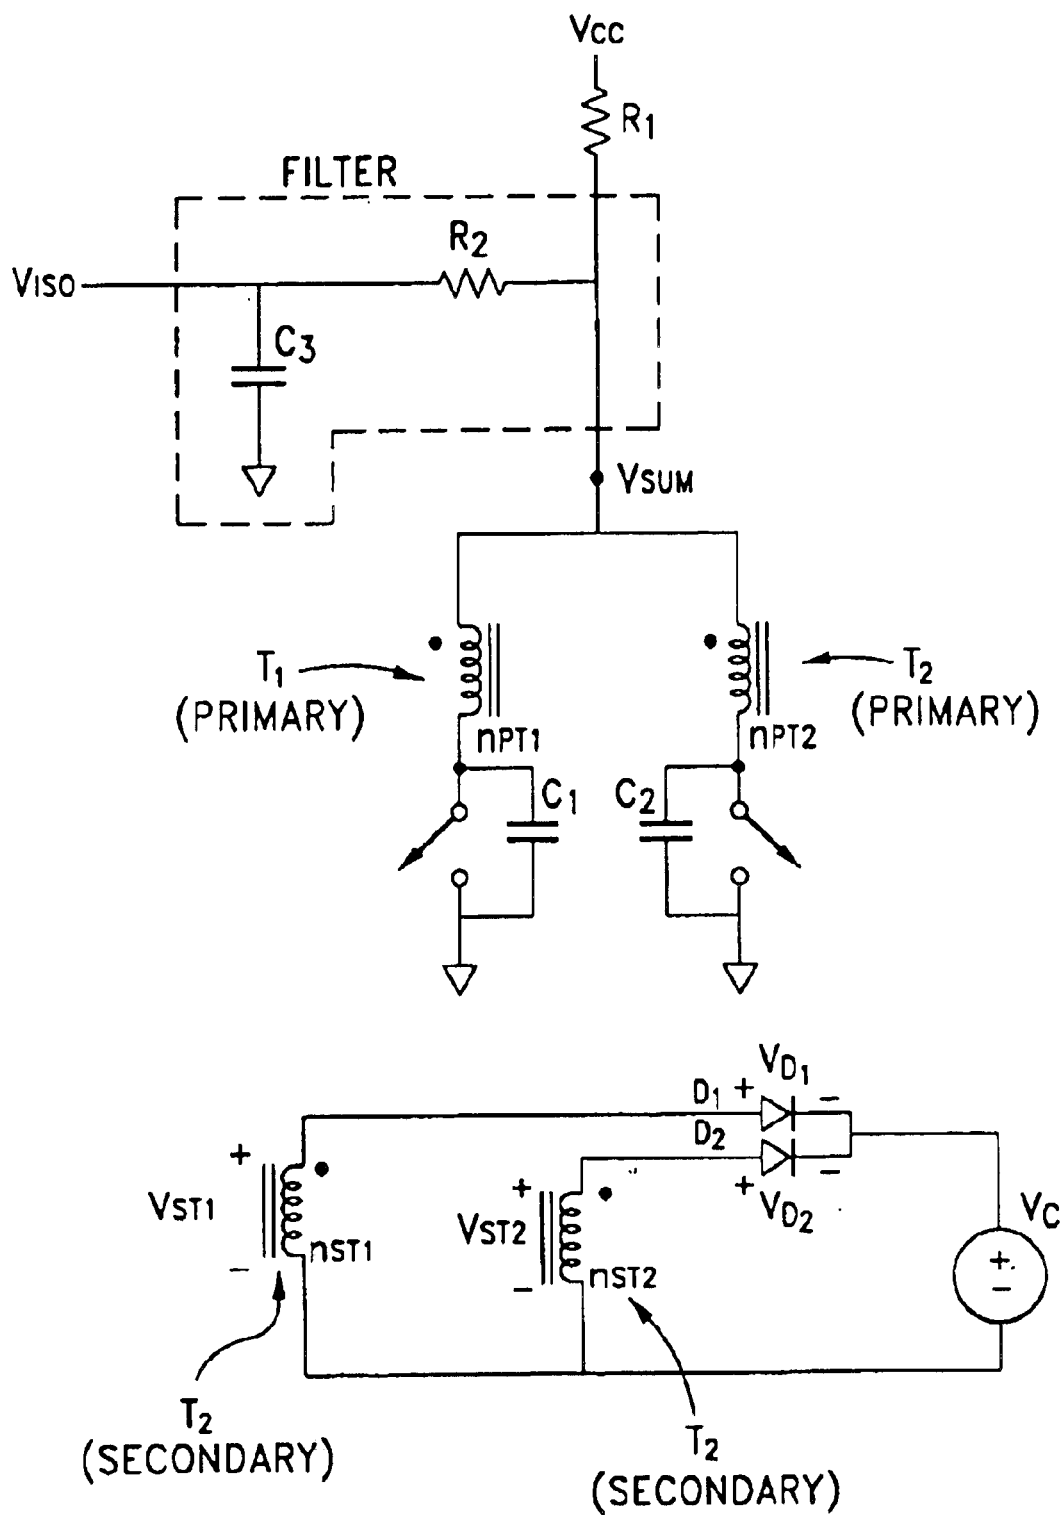 VCC
R1
FILTER
R2
VISO
C3
VSUM
T1
(PRIMARY)
T2
(PRIMARY)
nPT1
nPT2
C1
C2
VD1
D1 + -
D2
+ -
VD2
+
VST1
-
nST1
+
VST2
-
nST2
VC
+
-
T2
(SECONDARY)
T2
(SECONDARY)